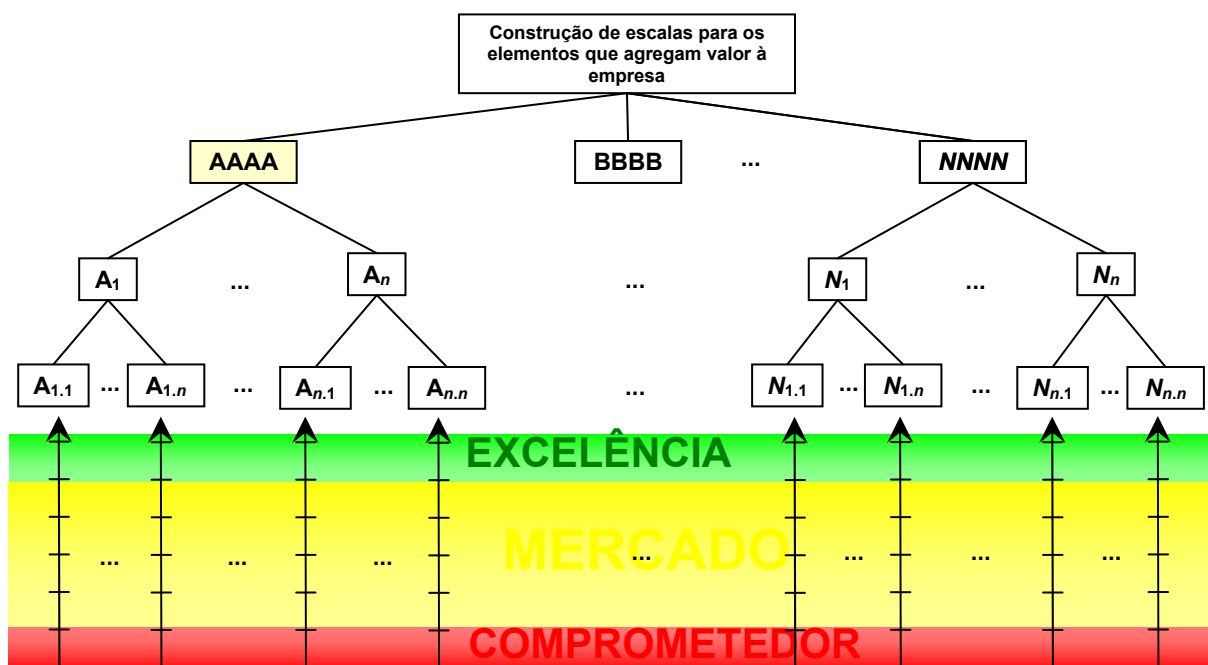 Construção de escalas para os
elementos que agregam valor à
empresa
AAAA
BBBB
...
NNNN
A1
...
An
...
N1
...
Nn
A1.1
...
A1.n
...
An.1
...
An.n
...
N1.1
...
N1.n
...
Nn.1
...
Nn.n
EXCELÊNCIA
MERCADO
...
...
...
...
...
...
...
COMPROMETEDOR